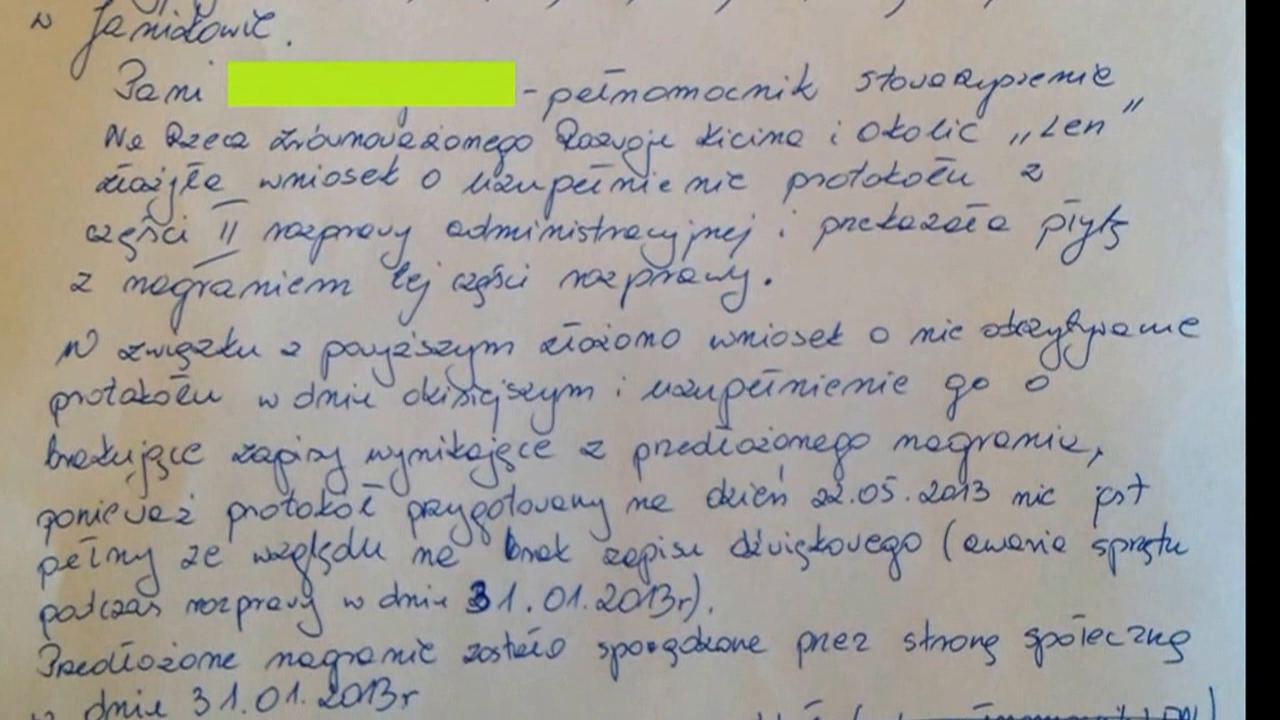 w Janikowie.
Pani - pełnomocnik stowarzyszenie
Na Rzecz Zrównoważonego Rozwoju Kicina i Okolic „Len”
złożyła wniosek o uzupełnienie protokołu z
części II rozprawy administracyjnej i przekazała płytę
z nagraniem tej części rozprawy.
W związku z powyższym złożono wniosek o nie odczytywanie
protokołu w dniu dzisiejszym i uzupełnienie go o
brakujące zapisy wynikające z przedłożonego nagrania,
ponieważ protokół przygotowany na dzień 22.05.2013 nie jest
pełny ze względu na brak zapisu dźwiękowego (awaria sprzętu
podczas rozprawy w dniu 31.01.2013r).
Przedłożone nagranie zostało sporządzone przez stronę społeczną
w dniu 31.01.2013r